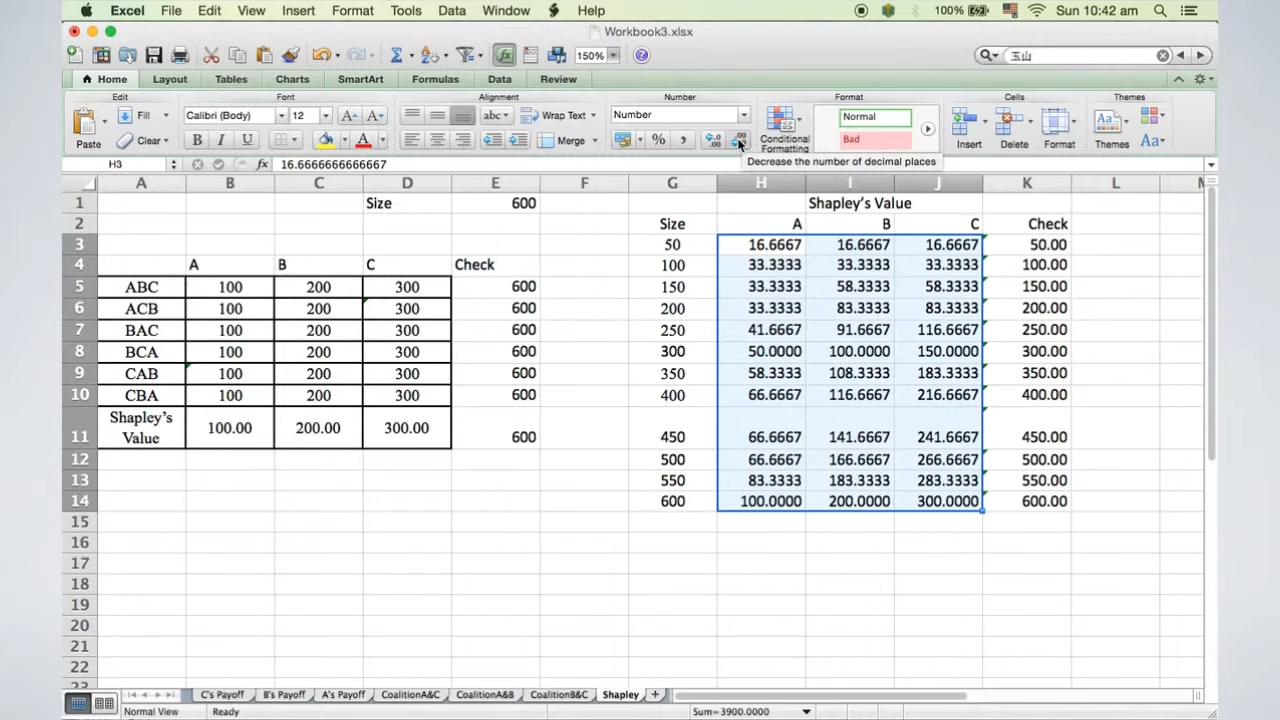 Excel File Edit View Insert Format Tools Data Window Help 100% Sun 10:42 am
Workbook3.xlsx
150% 玉山
Home Layout Tables Charts SmartArt Formulas Data Review
Edit Font Alignment Number Format Cells Themes
Fill Calibri (Body) 12 A A abc Wrap Text Number Normal
Paste Clear B I U A Merge % Conditional Formatting Bad Insert Delete Format Themes Aa
Decrease the number of decimal places
H3 fx 16.6666666666667
A B C D E F G H I J K L M
1 Size 600 Shapley's Value
2 Size A B C Check
3 50 16.6667 16.6667 16.6667 50.00
4 A B C Check 100 33.3333 33.3333 33.3333 100.00
5 ABC 100 200 300 600 150 33.3333 58.3333 58.3333 150.00
6 ACB 100 200 300 600 200 33.3333 83.3333 83.3333 200.00
7 BAC 100 200 300 600 250 41.6667 91.6667 116.6667 250.00
8 BCA 100 200 300 600 300 50.0000 100.0000 150.0000 300.00
9 CAB 100 200 300 600 350 58.3333 108.3333 183.3333 350.00
10 CBA 100 200 300 600 400 66.6667 116.6667 216.6667 400.00
11 Shapley's Value 100.00 200.00 300.00 600 450 66.6667 141.6667 241.6667 450.00
12 500 66.6667 166.6667 266.6667 500.00
13 550 83.3333 183.3333 283.3333 550.00
14 600 100.0000 200.0000 300.0000 600.00
15
16
17
18
19
20
21
22
23
C's Payoff B's Payoff A's Payoff CoalitionA&C CoalitionA&B CoalitionB&C Shapley
Normal View Ready Sum=3900.0000